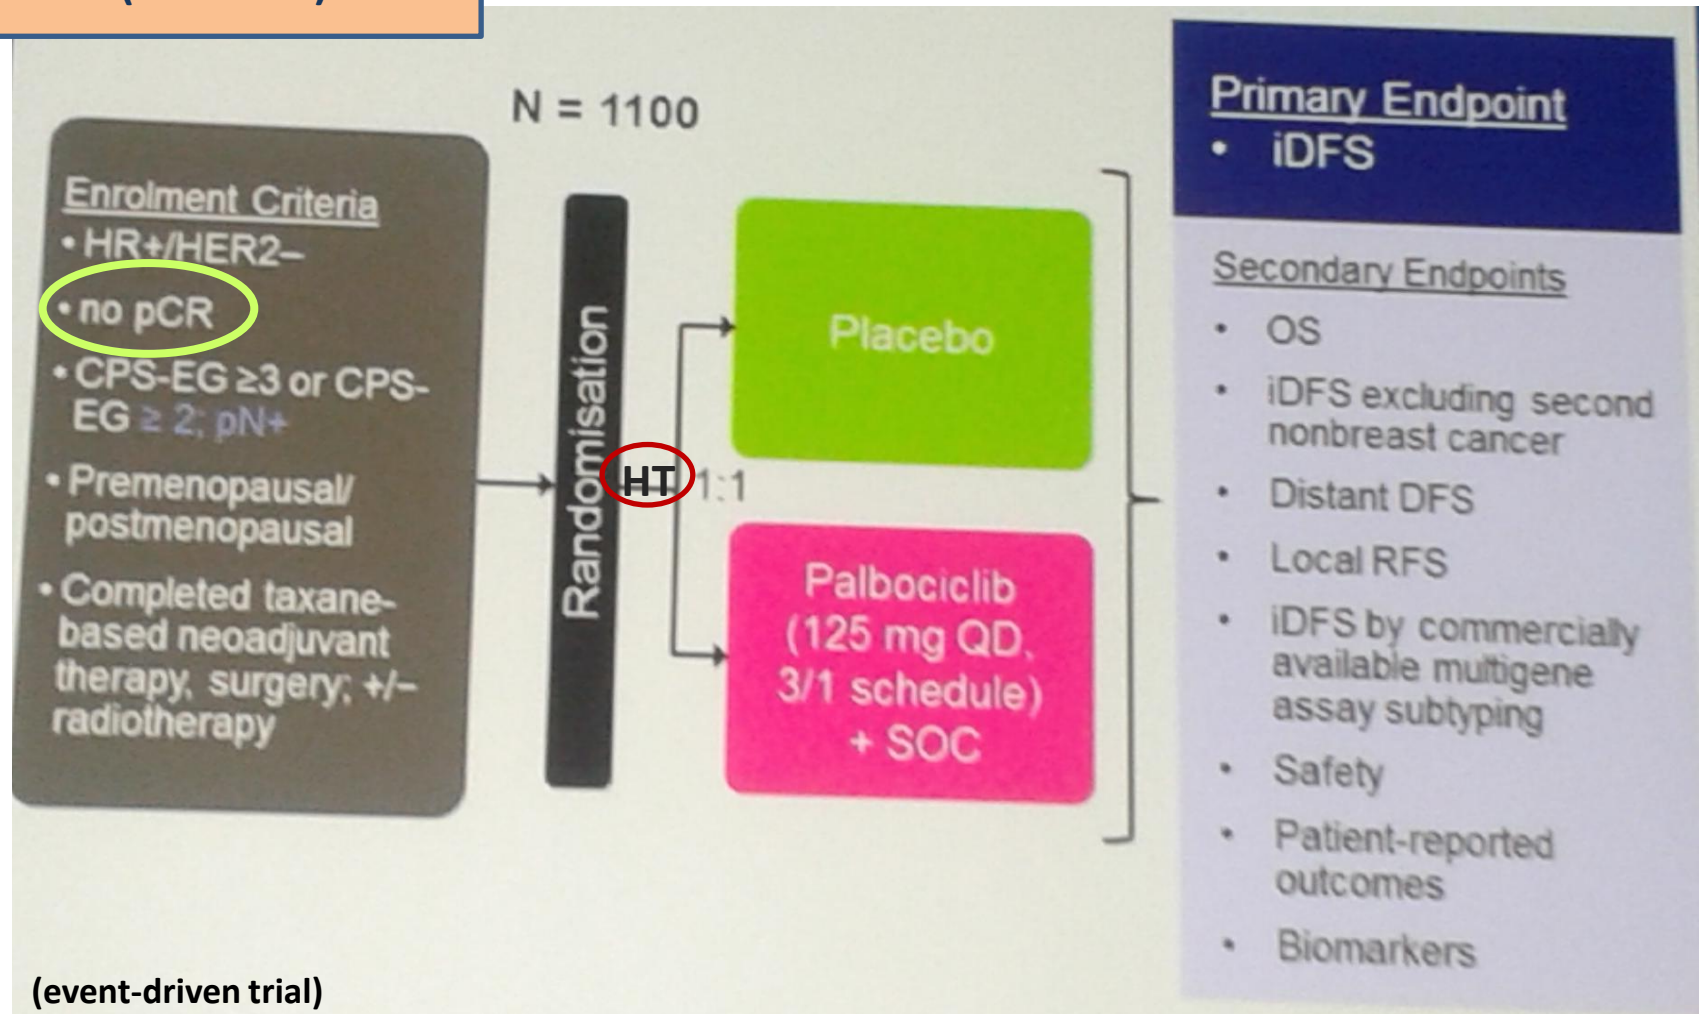 N = 1100
Enrolment Criteria
• HR+/HER2–
• no pCR
• CPS-EG ≥3 or CPS-
EG ≥ 2; pN+
• Premenopausal/
postmenopausal
• Completed taxane-
based neoadjuvant
therapy, surgery; +/–
radiotherapy
Randomisation
HT
1:1
Placebo
Palbociclib
(125 mg QD,
3/1 schedule)
+ SOC
Primary Endpoint
• iDFS
Secondary Endpoints
• OS
• iDFS excluding second
nonbreast cancer
• Distant DFS
• Local RFS
• iDFS by commercially
available multigene
assay subtyping
• Safety
• Patient-reported
outcomes
• Biomarkers
(event-driven trial)